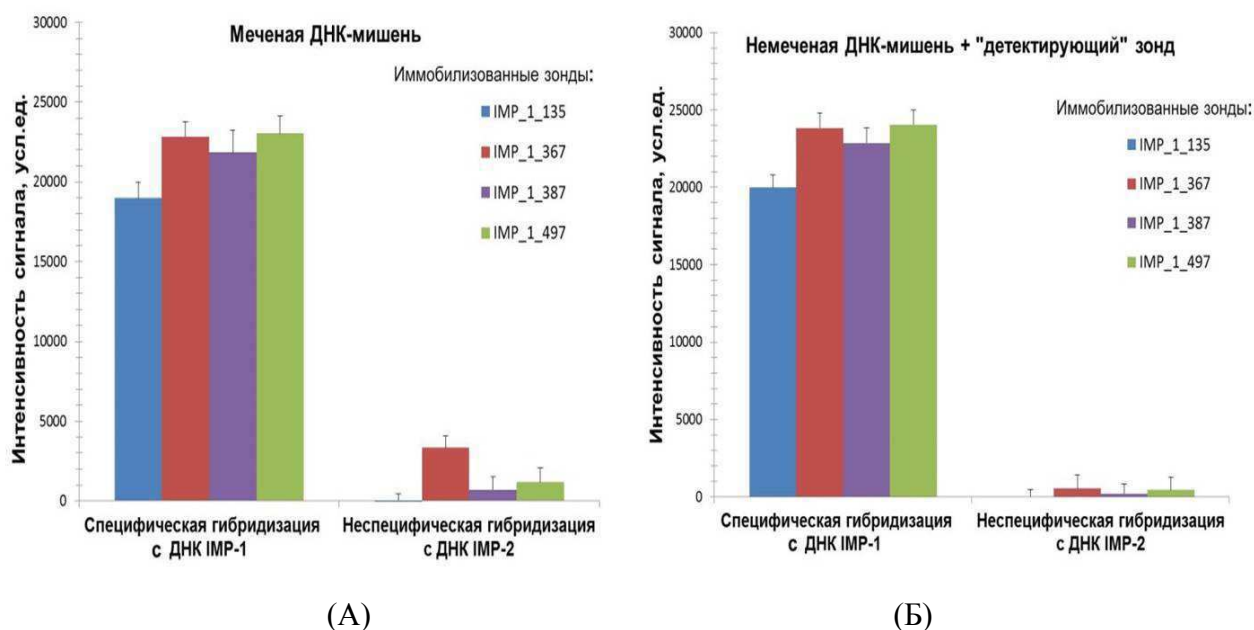 Меченая ДНК-мишень
Интенсивность сигнала, усл.ед.
30000
25000
20000
15000
10000
5000
0
Иммобилизованные зонды:
IMP_1_135
IMP_1_367
IMP_1_387
IMP_1_497
Специфическая гибридизация
с ДНК IMP-1
Неспецифическая гибридизация
с ДНК IMP-2
(А)
Немеченая ДНК-мишень + "детектирующий" зонд
Интенсивность сигнала, усл.ед.
30000
25000
20000
15000
10000
5000
0
Иммобилизованные зонды:
IMP_1_135
IMP_1_367
IMP_1_387
IMP_1_497
Специфическая гибридизация
с ДНК IMP-1
Неспецифическая гибридизация
с ДНК IMP-2
(Б)